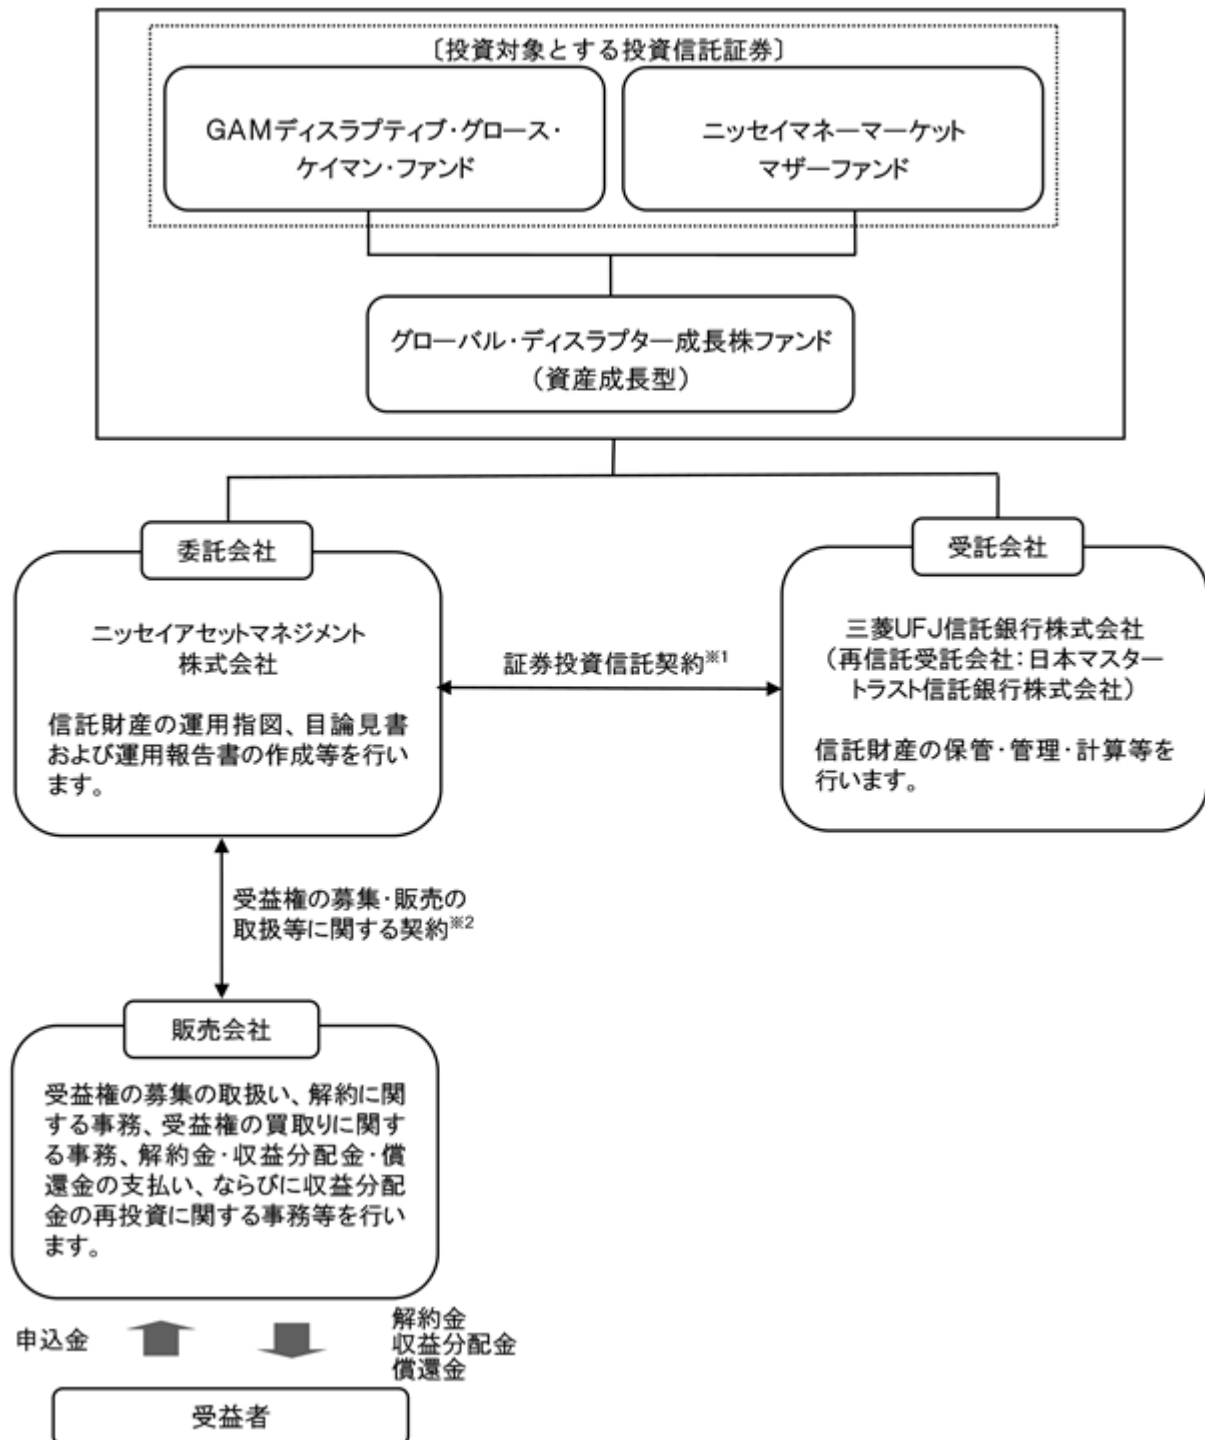 〔投資対象とする投資信託証券〕
GAMディスラプティブ・グロース・
ケイマン・ファンド
ニッセイマネーマーケット
マザーファンド
グローバル・ディスラプター成長株ファンド
（資産成長型）
委託会社
ニッセイアセットマネジメント
株式会社
信託財産の運用指図、目論見書
および運用報告書の作成等を行い
ます。
証券投資信託契約※1
受託会社
三菱UFJ信託銀行株式会社
（再信託受託会社：日本マスター
トラスト信託銀行株式会社）
信託財産の保管・管理・計算等を
行います。
受益権の募集・販売の
取扱等に関する契約※2
販売会社
受益権の募集の取扱い、解約に関
する事務、受益権の買取りに関す
る事務、解約金・収益分配金・償
還金の支払い、ならびに収益分配
金の再投資に関する事務等を行い
ます。
申込金
解約金
収益分配金
償還金
受益者